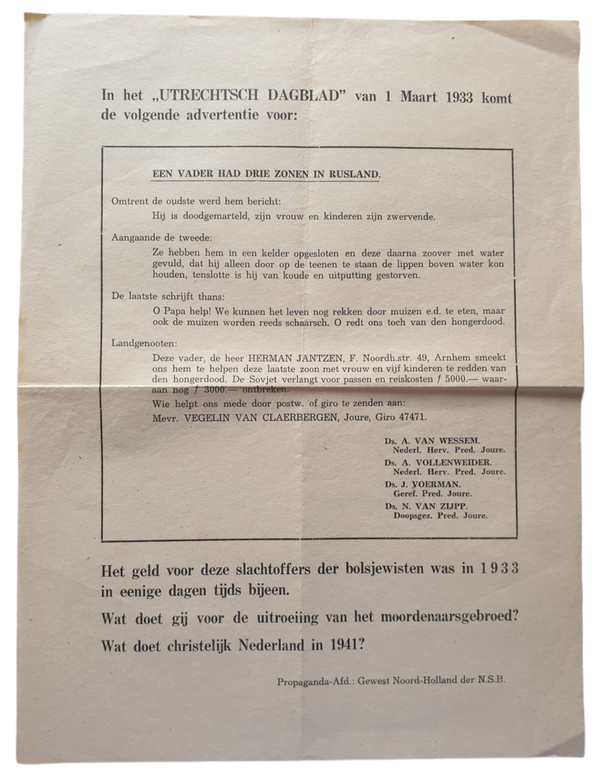 In het „UTRECHTSCH DAGBLAD” van 1 Maart 1933 komt
de volgende advertentie voor:
EEN VADER HAD DRIE ZONEN IN RUSLAND.
Omtrent de oudste werd hem bericht:
Hij is doodgemarteld, zijn vrouw en kinderen zijn zwervende.
Aangaande de tweede:
Ze hebben hem in een kelder opgesloten en deze daarna zoover met water
gevuld, dat hij alleen door op de teenen te staan de lippen boven water kon
houden, tenslotte is hij van koude en uitputting gestorven.
De laatste schrijft thans:
O Papa help! We kunnen het leven nog rekken door muizen e.d. te eten, maar
ook de muizen worden reeds schaarsch. O redt ons toch van den hongerdood.
Landgenooten:
Deze vader, de heer HERMAN JANTZEN, F. Noordh.str. 49, Arnhem smeekt
ons hem te helpen deze laatste zoon met vrouw en vijf kinderen te redden van
den hongerdood. De Sovjet verlangt voor passen en reiskosten ƒ 5000.— waar-
aan nog ƒ 3000.— ontbreken.
Wie helpt ons mede door postw. of giro te zenden aan:
Mevr. VEGELIN VAN CLAERBERGEN, Joure, Giro 47471.
Ds. A. VAN WESSEM.
Nederl. Herv. Pred. Joure.
Ds. A. VOLLENWEIDER.
Nederl. Herv. Pred. Joure.
Ds. J. VOERMAN.
Geref. Pred. Joure.
Ds. N. VAN ZIJPP.
Doopsgez. Pred. Joure.
Het geld voor deze slachtoffers der bolsjewisten was in 1933
in eenige dagen tijds bijeen.
Wat doet gij voor de uitroeiing van het moordenaarsgebroed?
Wat doet christelijk Nederland in 1941?
Propaganda-Afd.: Gewest Noord-Holland der N.S.B.